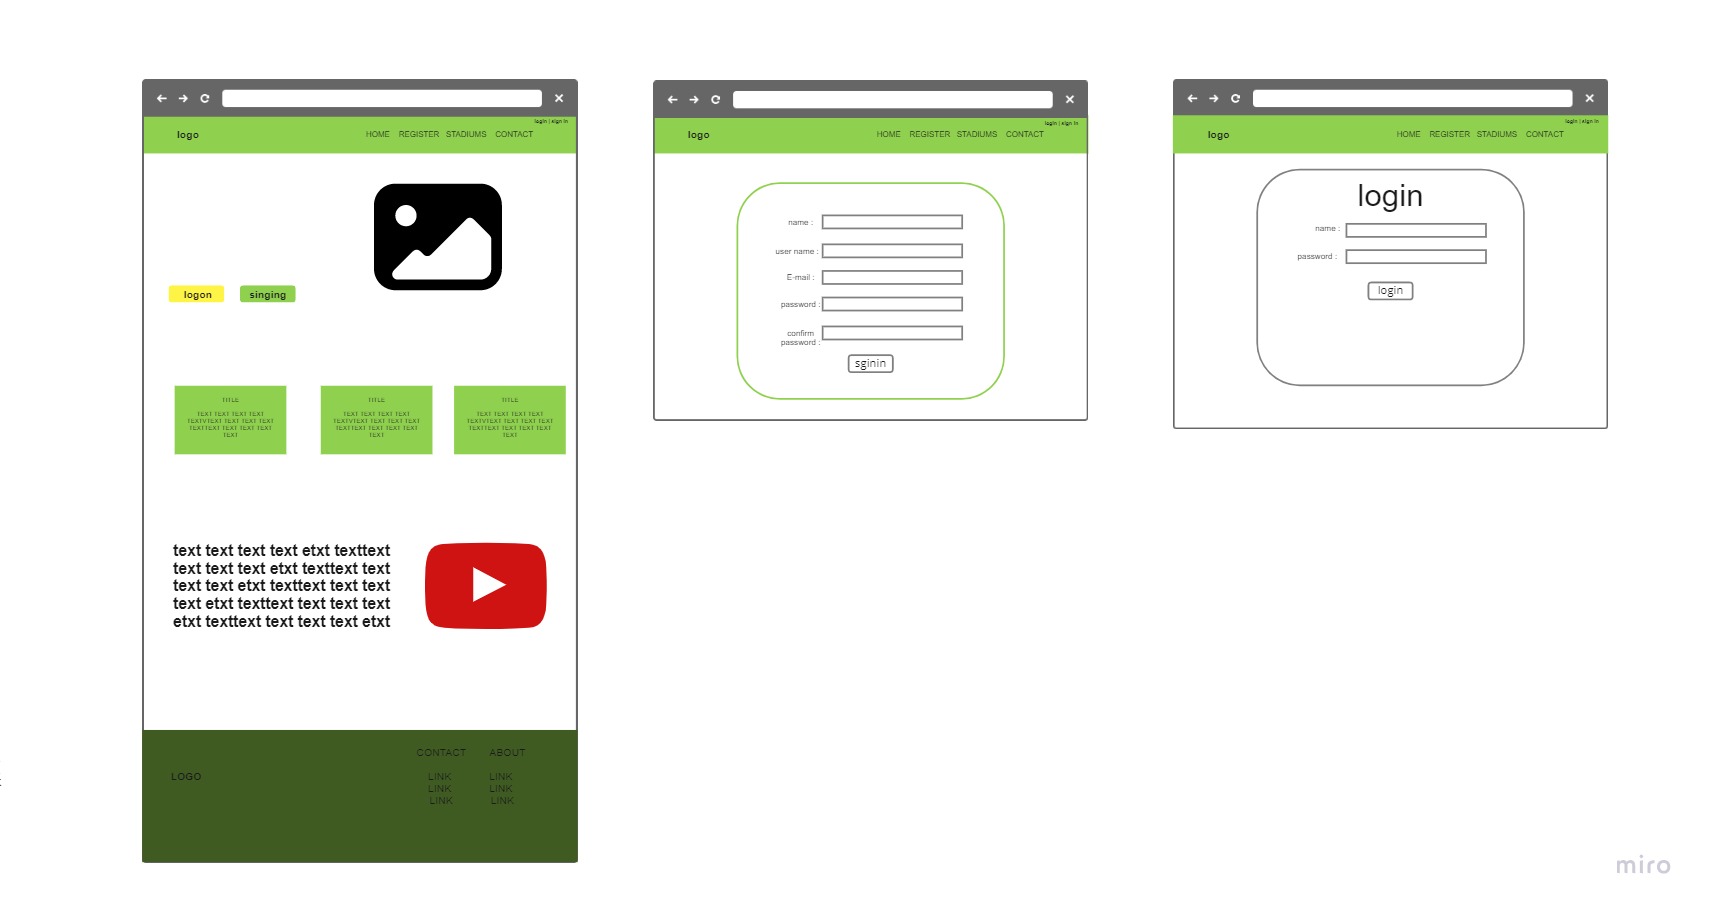 login | sign in
logo HOME REGISTER STADIUMS CONTACT
logon singing
TITLE
TEXT TEXT TEXT TEXT
TEXTVTEXT TEXT TEXT TEXT
TEXTTEXT TEXT TEXT TEXT
TEXT
TITLE
TEXT TEXT TEXT TEXT
TEXTVTEXT TEXT TEXT TEXT
TEXTTEXT TEXT TEXT TEXT
TEXT
TITLE
TEXT TEXT TEXT TEXT
TEXTVTEXT TEXT TEXT TEXT
TEXTTEXT TEXT TEXT TEXT
TEXT
text text text text etxt texttext
text text text etxt texttext text
text text etxt texttext text text
text etxt texttext text text text
etxt texttext text text text etxt
CONTACT ABOUT
LOGO LINK LINK
LINK LINK
LINK LINK
login | sign in
logo HOME REGISTER STADIUMS CONTACT
name :
user name :
E-mail :
password :
confirm
password :
sginin
login | sign in
logo HOME REGISTER STADIUMS CONTACT
login
name :
password :
login
miro